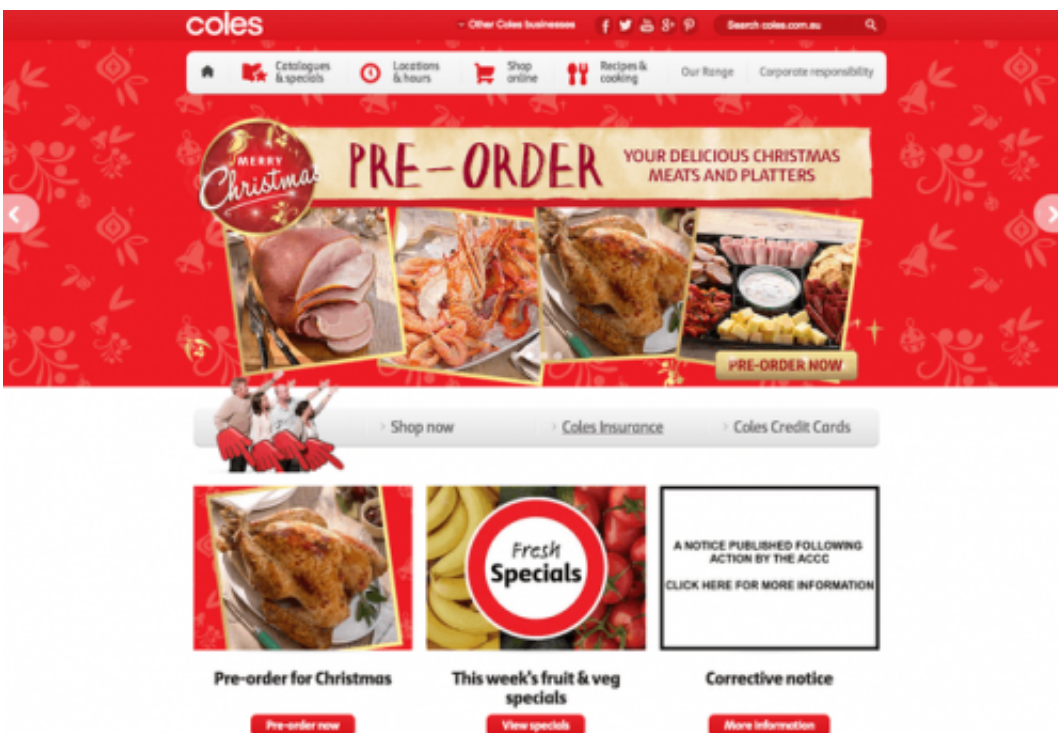 coles
Other Coles businesses
Search coles.com.au
Catalogues
& specials
Locations
& hours
Shop
online
Recipes &
cooking
Our Range
Corporate responsibility
MERRY
Christmas
PRE-ORDER
YOUR DELICIOUS CHRISTMAS
MEATS AND PLATTERS
PRE-ORDER NOW
Shop now
Coles Insurance
Coles Credit Cards
Fresh
Specials
A NOTICE PUBLISHED FOLLOWING
ACTION BY THE ACCC
CLICK HERE FOR MORE INFORMATION
Pre-order for Christmas
This week's fruit & veg
specials
Corrective notice
Pre-order now
View specials
More information